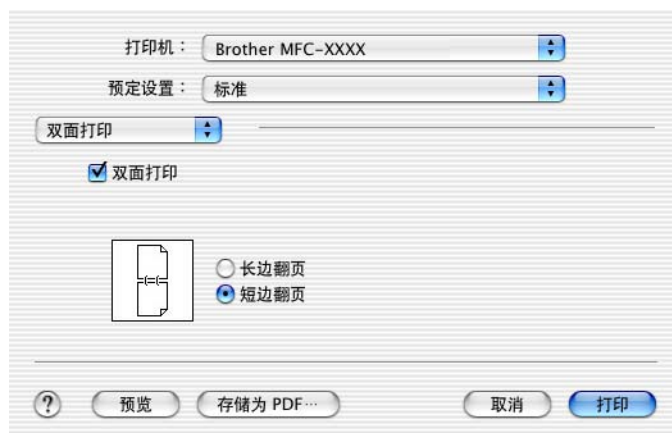 打印机： Brother MFC-XXXX
预定设置： 标准
双面打印
双面打印
长边翻页
短边翻页
? 预览 存储为 PDF… 取消 打印